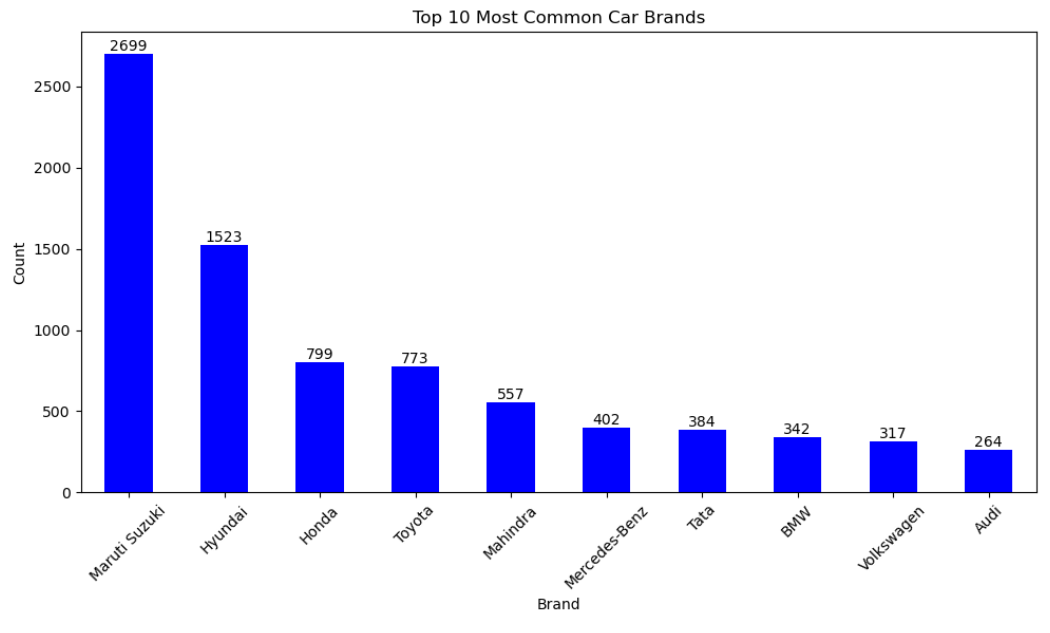 Top 10 Most Common Car Brands
2699
2500
2000
1523
1500
Count
1000
799
773
557
500
402
384
342
317
264
0
Maruti Suzuki
Hyundai
Honda
Toyota
Mahindra
Mercedes-Benz
Tata
BMW
Volkswagen
Audi
Brand